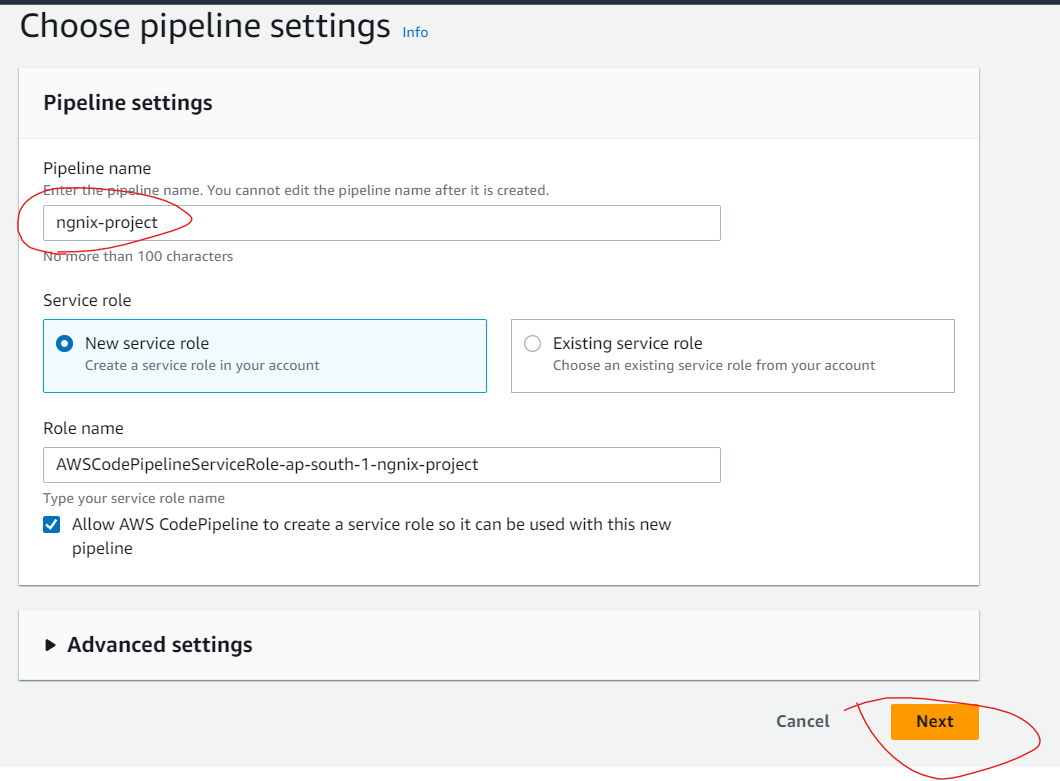 Choose pipeline settings Info
Pipeline settings
Pipeline name
Enter the pipeline name. You cannot edit the pipeline name after it is created.
ngnix-project
No more than 100 characters
Service role
New service role
Create a service role in your account
Existing service role
Choose an existing service role from your account
Role name
AWSCodePipelineServiceRole-ap-south-1-ngnix-project
Type your service role name
Allow AWS CodePipeline to create a service role so it can be used with this new
pipeline
Advanced settings
Cancel
Next